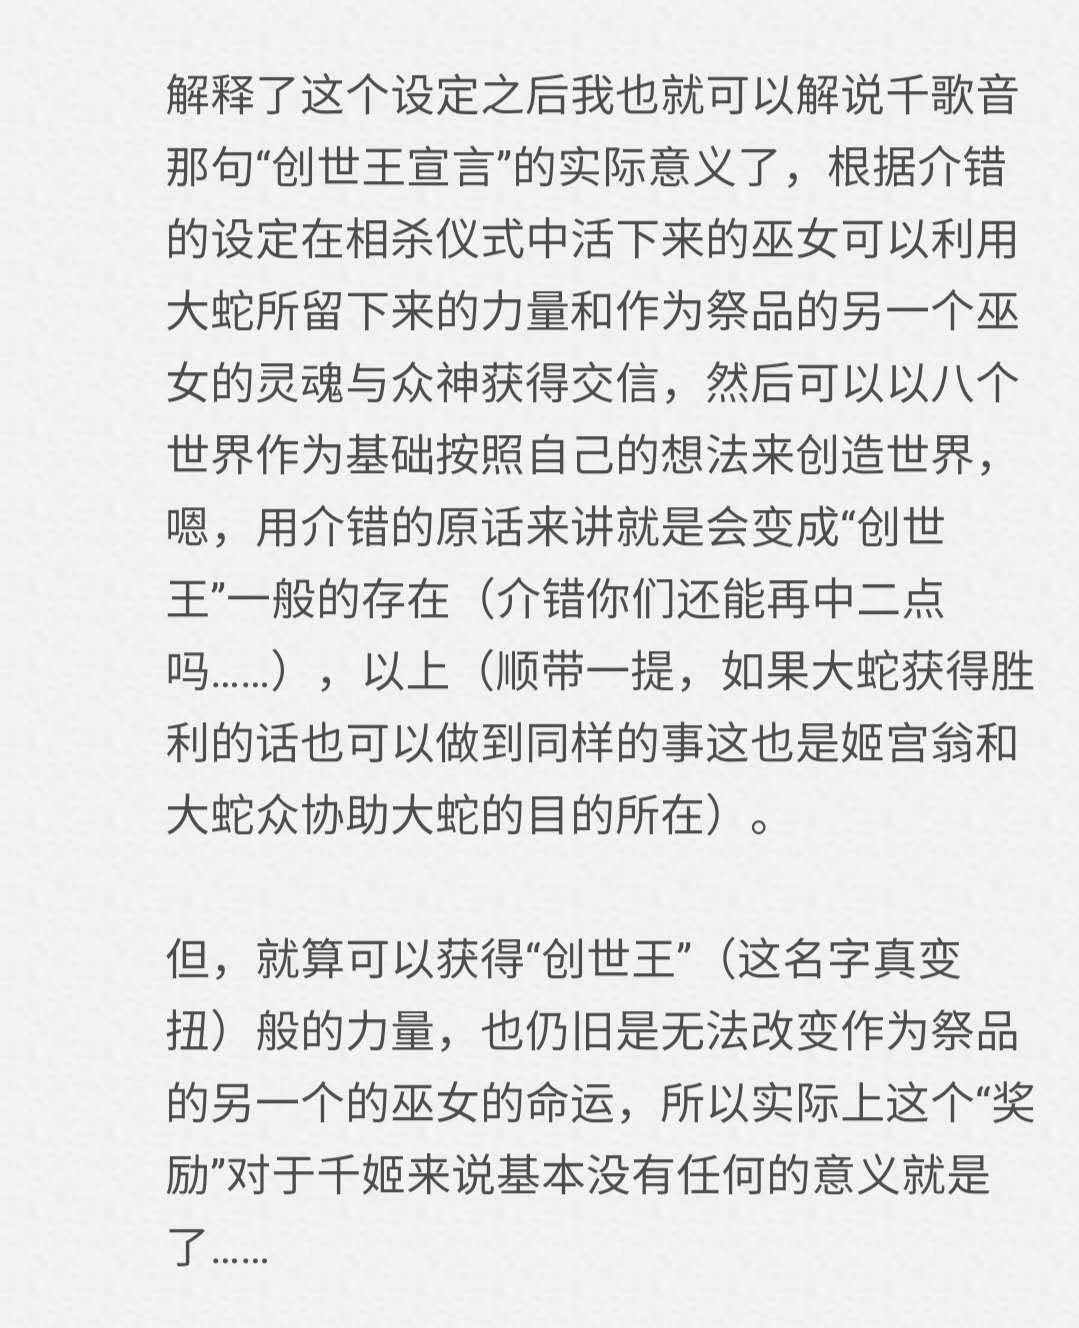 解释了这个设定之后我也就可以解说千歌音
那句“创世王宣言”的实际意义了，根据介错
的设定在相杀仪式中活下来的巫女可以利用
大蛇所留下来的力量和作为祭品的另一个巫
女的灵魂与众神获得交信，然后可以以八个
世界作为基础按照自己的想法来创造世界，
嗯，用介错的原话来讲就是会变成“创世
王”一般的存在（介错你们还能再中二点
吗……），以上（顺带一提，如果大蛇获得胜
利的话也可以做到同样的事这也是姬宫翁和
大蛇众协助大蛇的目的所在）。
但，就算可以获得“创世王”（这名字真变
扭）般的力量，也仍旧是无法改变作为祭品
的另一个的巫女的命运，所以实际上这个“奖
励”对于千姬来说基本没有任何的意义就是
了……